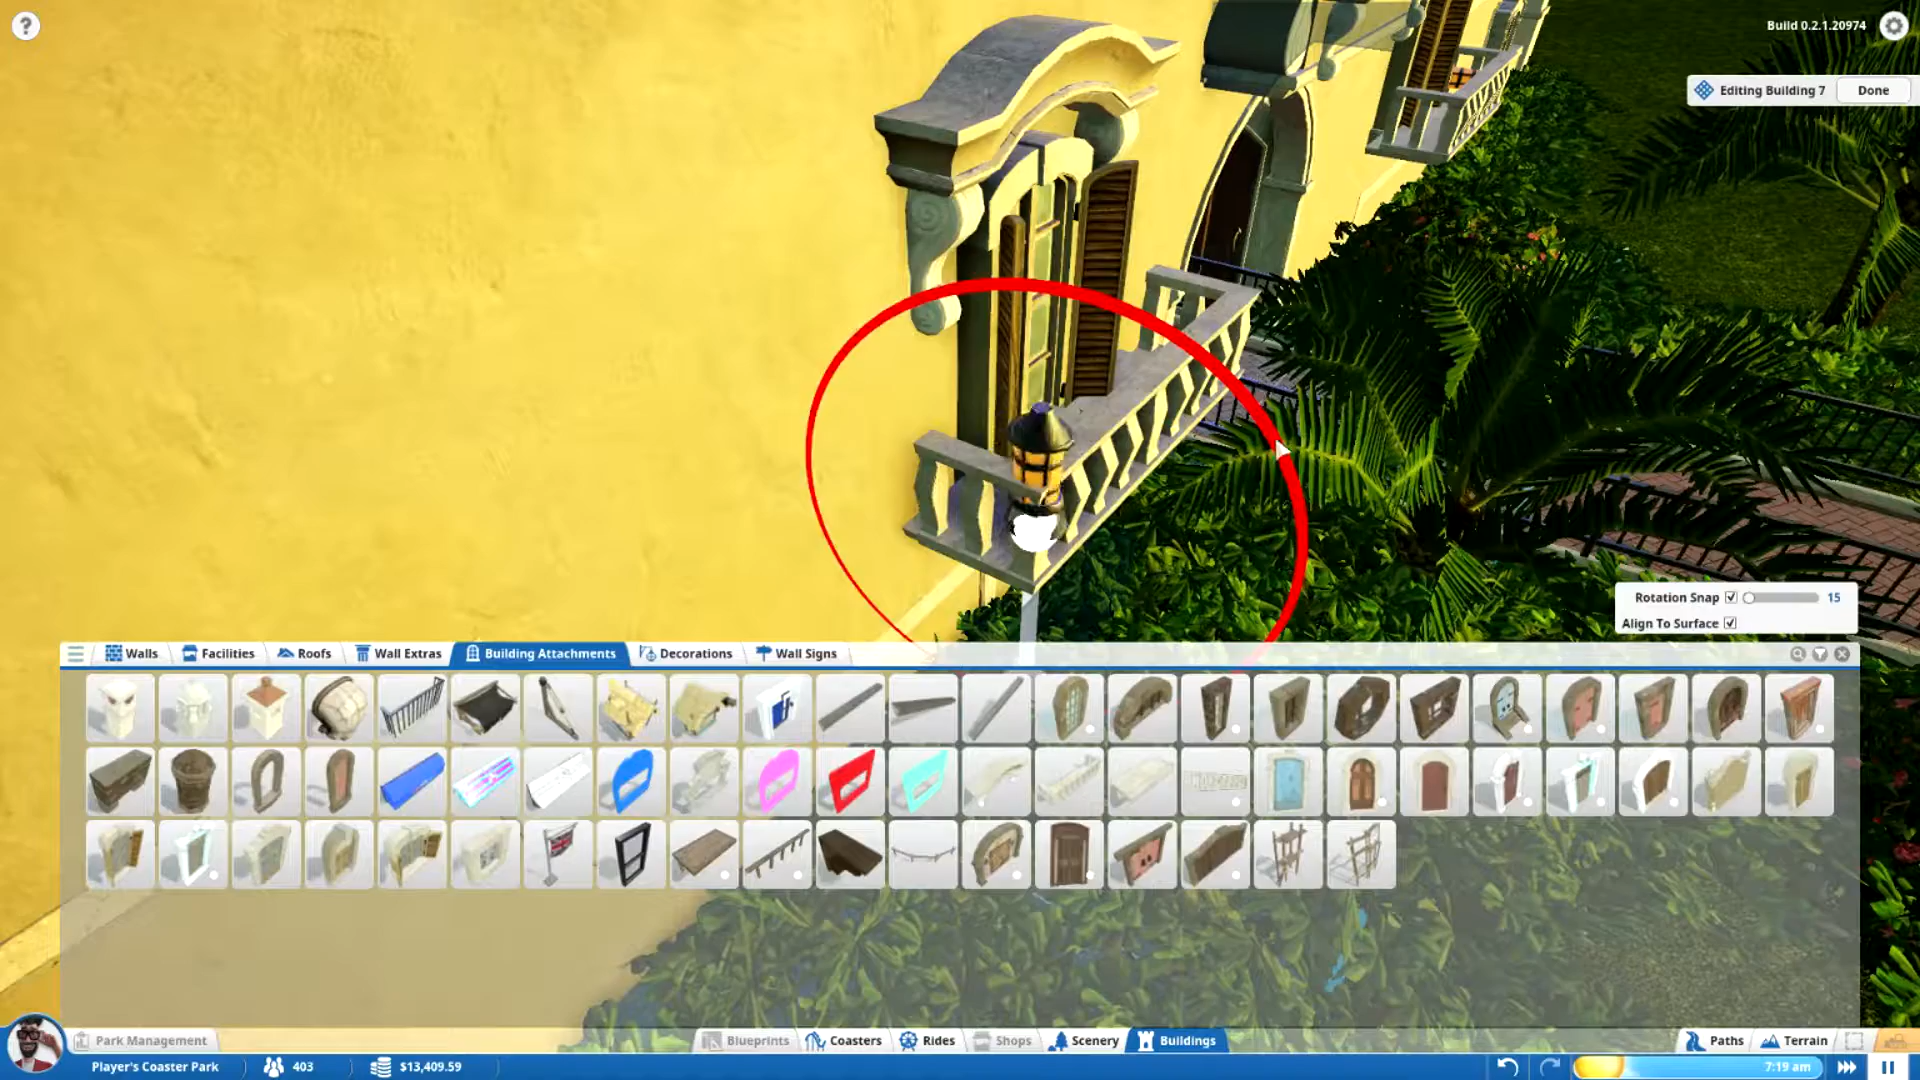 ?
Build 0.2.1.20974
Editing Building 7
Done
Rotation Snap 15
Align To Surface
Walls
Facilities
Roofs
Wall Extras
Building Attachments
Decorations
Wall Signs
Park Management
Blueprints
Coasters
Rides
Shops
Scenery
Buildings
Paths
Terrain
Player's Coaster Park
403
$13,409.59
7:19 am